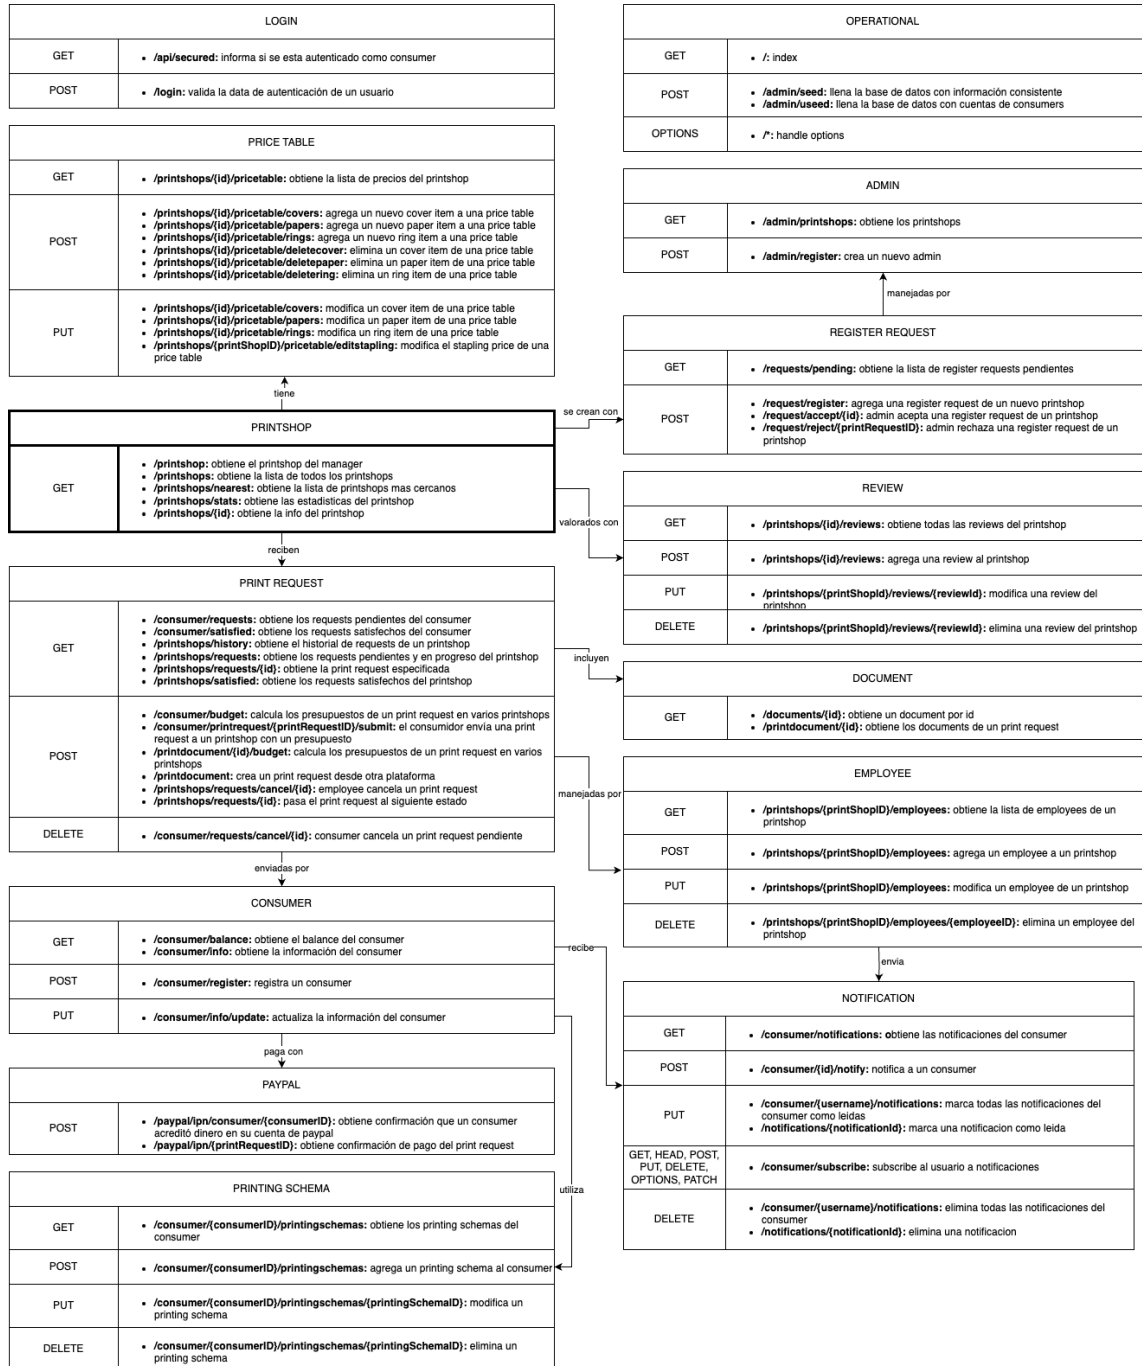 LOGIN
GET
/api/secured: informa si se esta autenticado como consumer
POST
/login: valida la data de autenticación de un usuario
PRICE TABLE
GET
/printshops/{id}/pricetable: obtiene la lista de precios del printshop
POST
/printshops/{id}/pricetable/covers: agrega un nuevo cover item a una price table
/printshops/{id}/pricetable/papers: agrega un nuevo paper item a una price table
/printshops/{id}/pricetable/rings: agrega un nuevo ring item a una price table
/printshops/{id}/pricetable/deletecover: elimina un cover item de una price table
/printshops/{id}/pricetable/deletepaper: elimina un paper item de una price table
/printshops/{id}/pricetable/deletering: elimina un ring item de una price table
PUT
/printshops/{id}/pricetable/covers: modifica un cover item de una price table
/printshops/{id}/pricetable/papers: modifica un paper item de una price table
/printshops/{id}/pricetable/rings: modifica un ring item de una price table
/printshops/{printShopID}/pricetable/editstapling: modifica el stapling price de una
price table
tiene
PRINTSHOP
GET
/printshop: obtiene el printshop del manager
/printshops: obtiene la lista de todos los printshops
/printshops/nearest: obtiene la lista de printshops mas cercanos
/printshops/stats: obtiene las estadisticas del printshop
/printshops/{id}: obtiene la info del printshop
se crean con
valorados con
reciben
PRINT REQUEST
GET
/consumer/requests: obtiene los requests pendientes del consumer
/consumer/satisfied: obtiene los requests satisfechos del consumer
/printshops/history: obtiene el historial de requests de un printshop
/printshops/requests: obtiene los requests pendientes y en progreso del printshop
/printshops/requests/{id}: obtiene la print request especificada
/printshops/satisfied: obtiene los requests satisfechos del printshop
POST
/consumer/budget: calcula los presupuestos de un print request en varios printshops
/consumer/printrequest/{printRequestID}/submit: el consumidor envia una print
request a un printshop con un presupuesto
/printdocument/{id}/budget: calcula los presupuestos de un print request en varios
printshops
/printdocument: crea un print request desde otra plataforma
/printshops/requests/cancel/{id}: employee cancela un print request
/printshops/requests/{id}: pasa el print request al siguiente estado
DELETE
/consumer/requests/cancel/{id}: consumer cancela un print request pendiente
incluyen
manejadas por
enviadas por
CONSUMER
GET
/consumer/balance: obtiene el balance del consumer
/consumer/info: obtiene la información del consumer
POST
/consumer/register: registra un consumer
PUT
/consumer/info/update: actualiza la información del consumer
recibe
paga con
PAYPAL
POST
/paypal/ipn/consumer/{consumerID}: obtiene confirmación que un consumer
acreditó dinero en su cuenta de paypal
/paypal/ipn/{printRequestID}: obtiene confirmación de pago del print request
utiliza
PRINTING SCHEMA
GET
/consumer/{consumerID}/printingschemas: obtiene los printing schemas del
consumer
POST
/consumer/{consumerID}/printingschemas: agrega un printing schema al consumer
PUT
/consumer/{consumerID}/printingschemas/{printingSchemaID}: modifica un
printing schema
DELETE
/consumer/{consumerID}/printingschemas/{printingSchemaID}: elimina un
printing schema
OPERATIONAL
GET
/: index
POST
/admin/seed: llena la base de datos con información consistente
/admin/useed: llena la base de datos con cuentas de consumers
OPTIONS
/*: handle options
ADMIN
GET
/admin/printshops: obtiene los printshops
POST
/admin/register: crea un nuevo admin
manejadas por
REGISTER REQUEST
GET
/requests/pending: obtiene la lista de register requests pendientes
POST
/request/register: agrega una register request de un nuevo printshop
/request/accept/{id}: admin acepta una register request de un printshop
/request/reject/{printRequestID}: admin rechaza una register request de un
printshop
REVIEW
GET
/printshops/{id}/reviews: obtiene todas las reviews del printshop
POST
/printshops/{id}/reviews: agrega una review al printshop
PUT
/printshops/{printShopId}/reviews/{reviewId}: modifica una review del
printshop
DELETE
/printshops/{printShopId}/reviews/{reviewId}: elimina una review del printshop
DOCUMENT
GET
/documents/{id}: obtiene un document por id
/printdocument/{id}: obtiene los documents de un print request
EMPLOYEE
GET
/printshops/{printShopID}/employees: obtiene la lista de employees de un
printshop
POST
/printshops/{printShopID}/employees: agrega un employee a un printshop
PUT
/printshops/{printShopID}/employees: modifica un employee de un printshop
DELETE
/printshops/{printShopID}/employees/{employeeID}: elimina un employee del
printshop
envia
NOTIFICATION
GET
/consumer/notifications: obtiene las notificaciones del consumer
POST
/consumer/{id}/notify: notifica a un consumer
PUT
/consumer/{username}/notifications: marca todas las notificaciones del
consumer como leidas
/notifications/{notificationId}: marca una notificacion como leida
GET, HEAD, POST,
PUT, DELETE,
OPTIONS, PATCH
/consumer/subscribe: subscribe al usuario a notificaciones
DELETE
/consumer/{username}/notifications: elimina todas las notificaciones del
consumer
/notifications/{notificationId}: elimina una notificacion